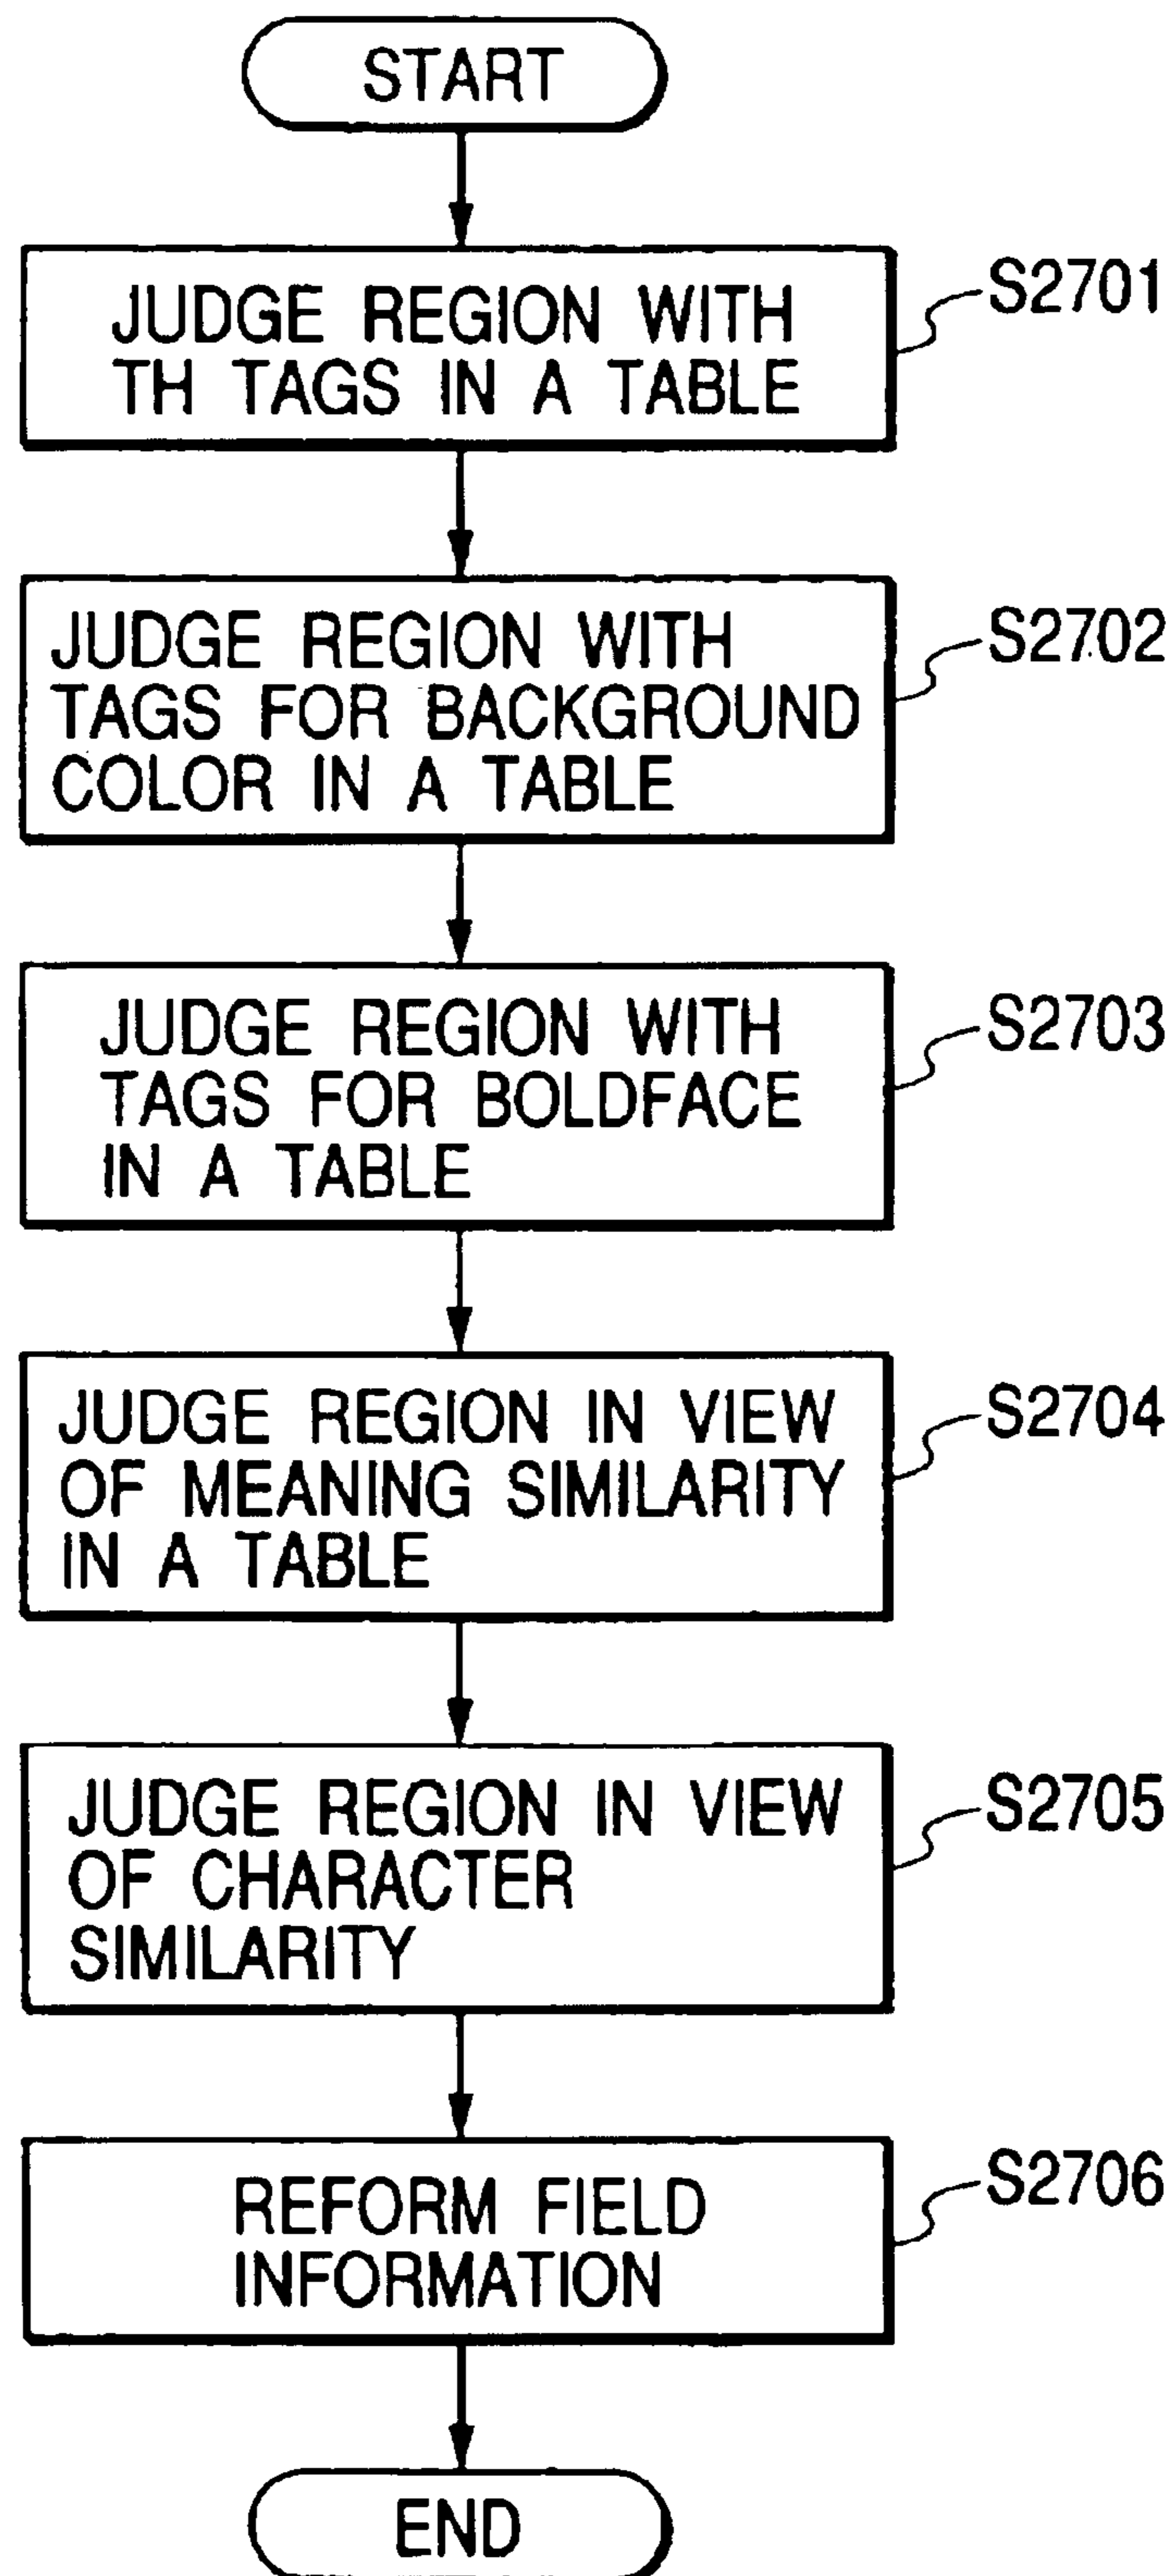 START
JUDGE REGION WITH
TH TAGS IN A TABLE
S2701
JUDGE REGION WITH
TAGS FOR BACKGROUND
COLOR IN A TABLE
S2702
JUDGE REGION WITH
TAGS FOR BOLDFACE
IN A TABLE
S2703
JUDGE REGION IN VIEW
OF MEANING SIMILARITY
IN A TABLE
S2704
JUDGE REGION IN VIEW
OF CHARACTER
SIMILARITY
S2705
REFORM FIELD
INFORMATION
S2706
END